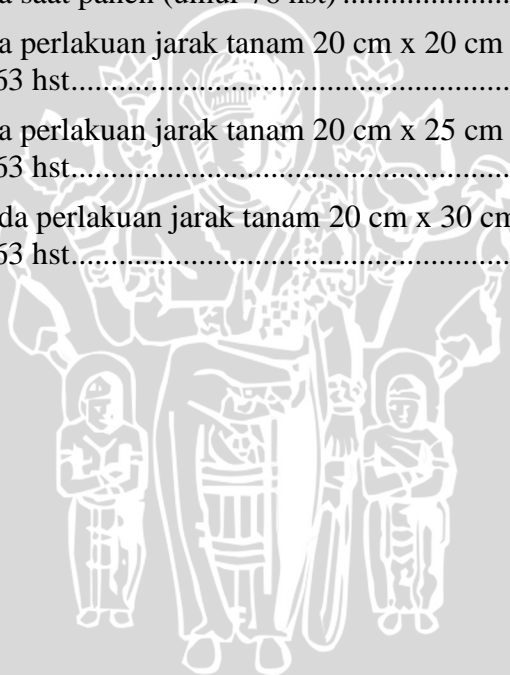 saat panen (umur 70 hst)..............
a perlakuan jarak tanam 20 cm x 20 cm
63 hst..............................................
a perlakuan jarak tanam 20 cm x 25 cm
63 hst..............................................
da perlakuan jarak tanam 20 cm x 30 cm
63 hst..............................................